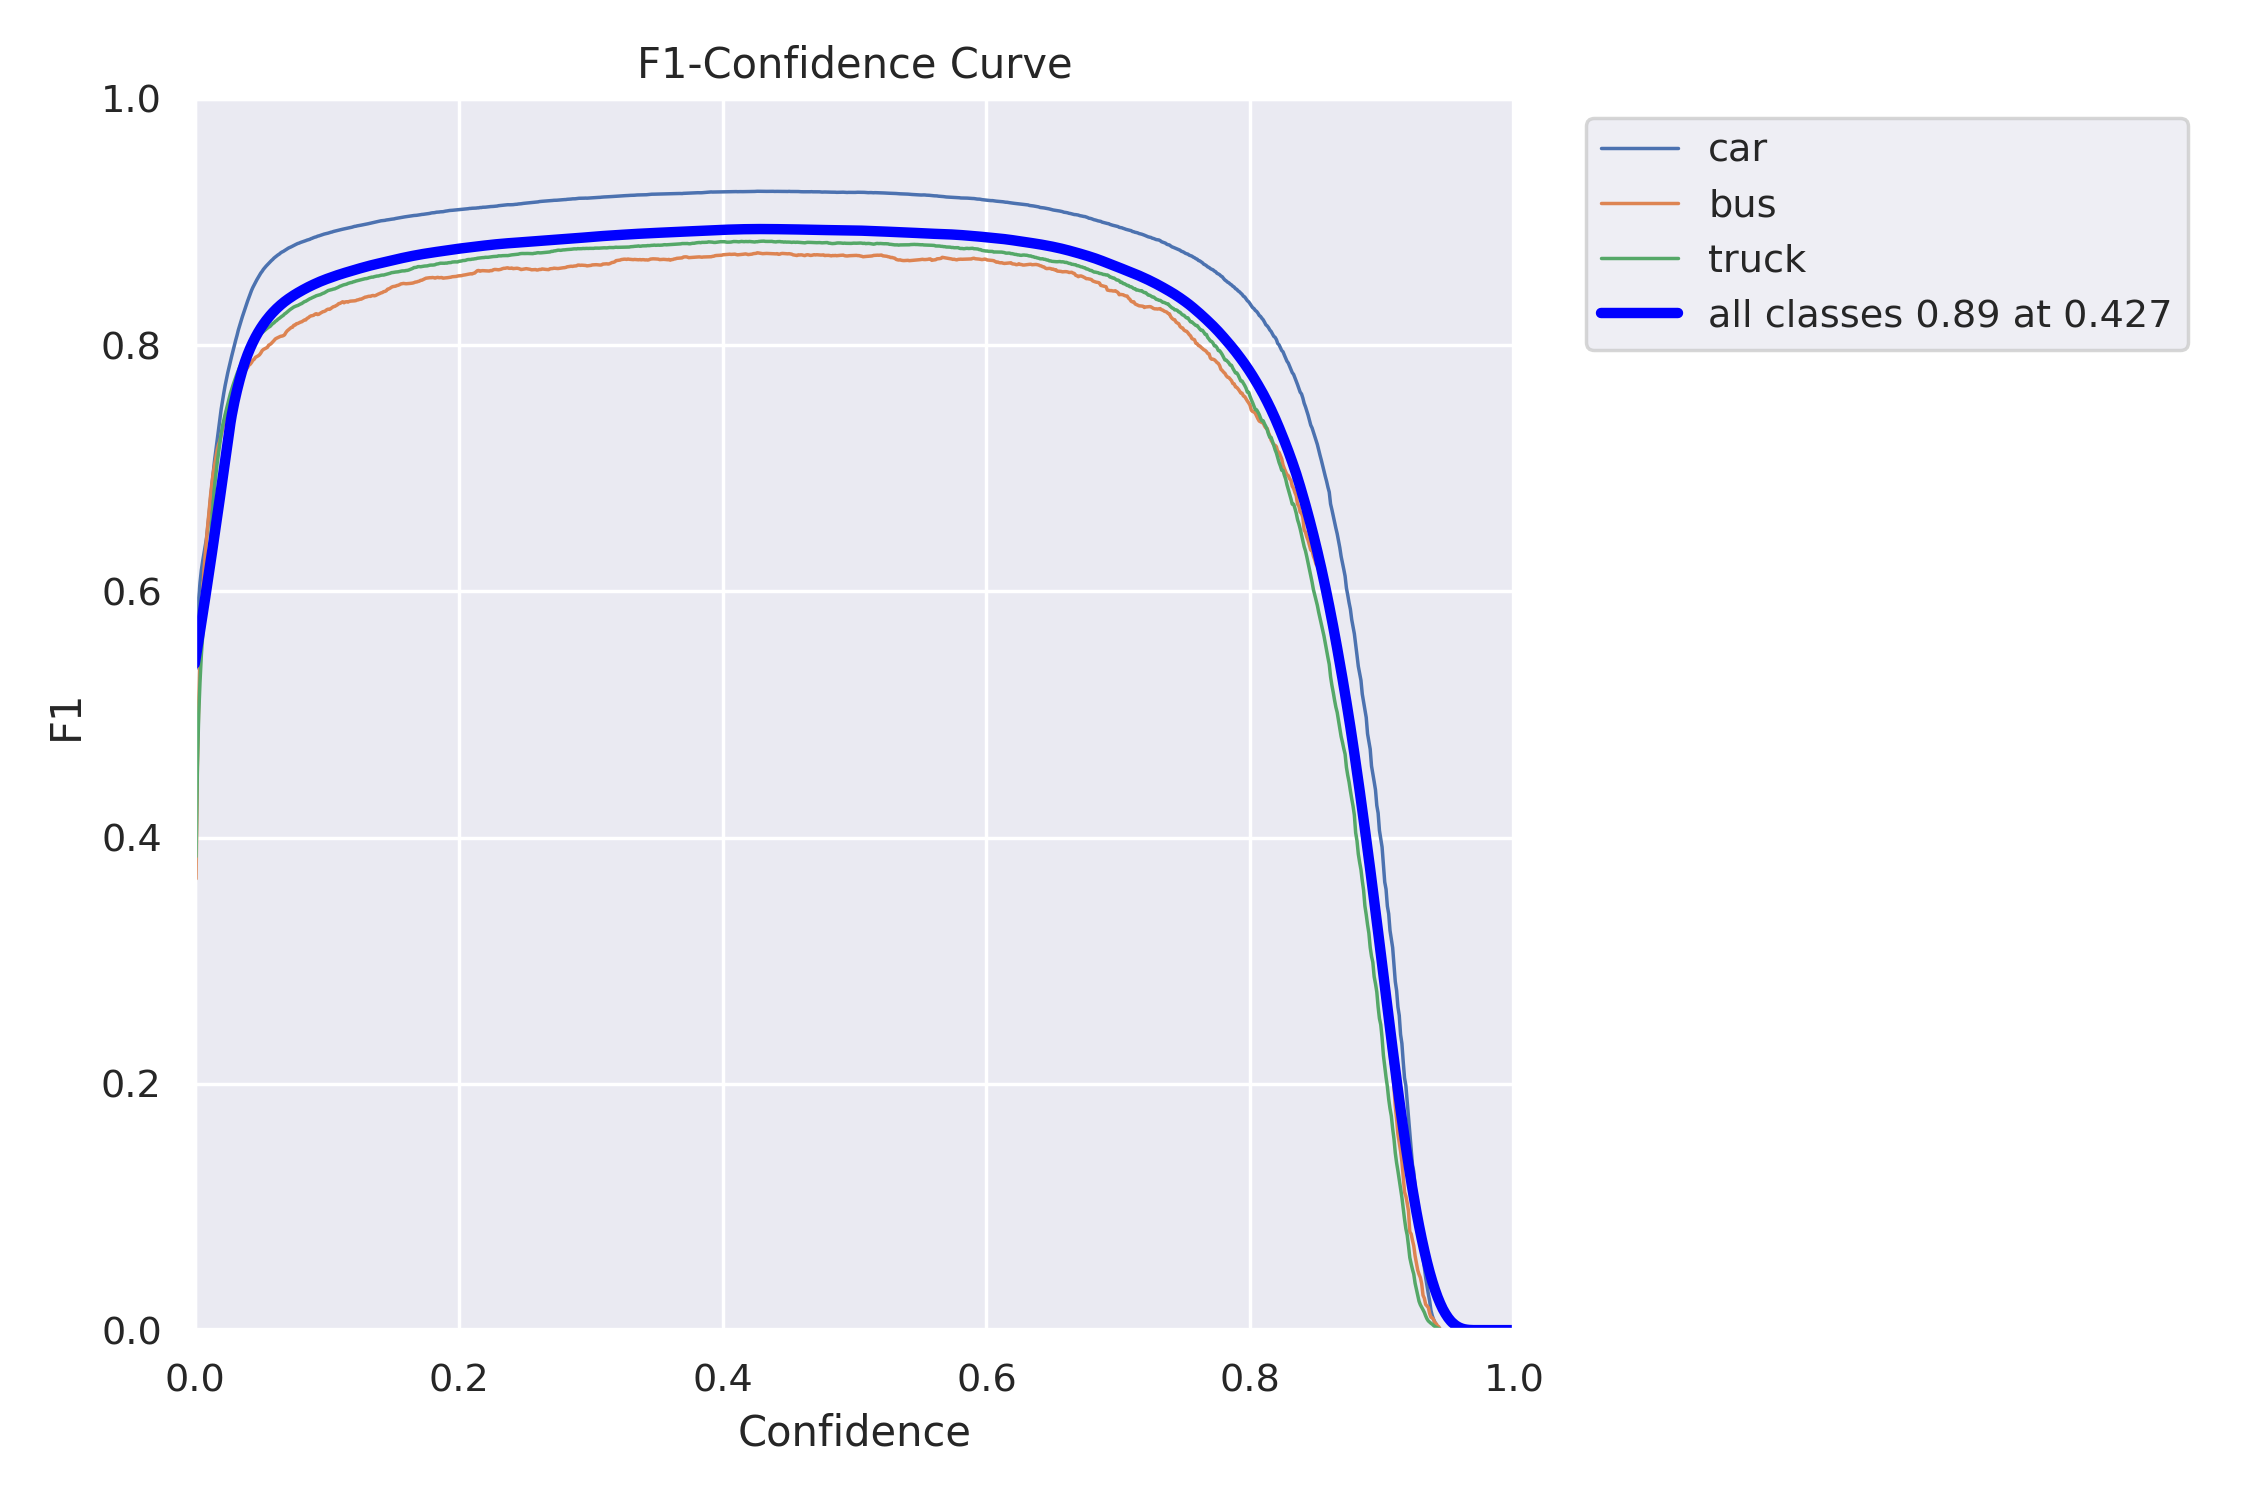 F1-Confidence Curve
1.0
0.8
0.6
0.4
0.2
0.0
F1
0.0 0.2 0.4 0.6 0.8 1.0
Confidence
car
bus
truck
all classes 0.89 at 0.427